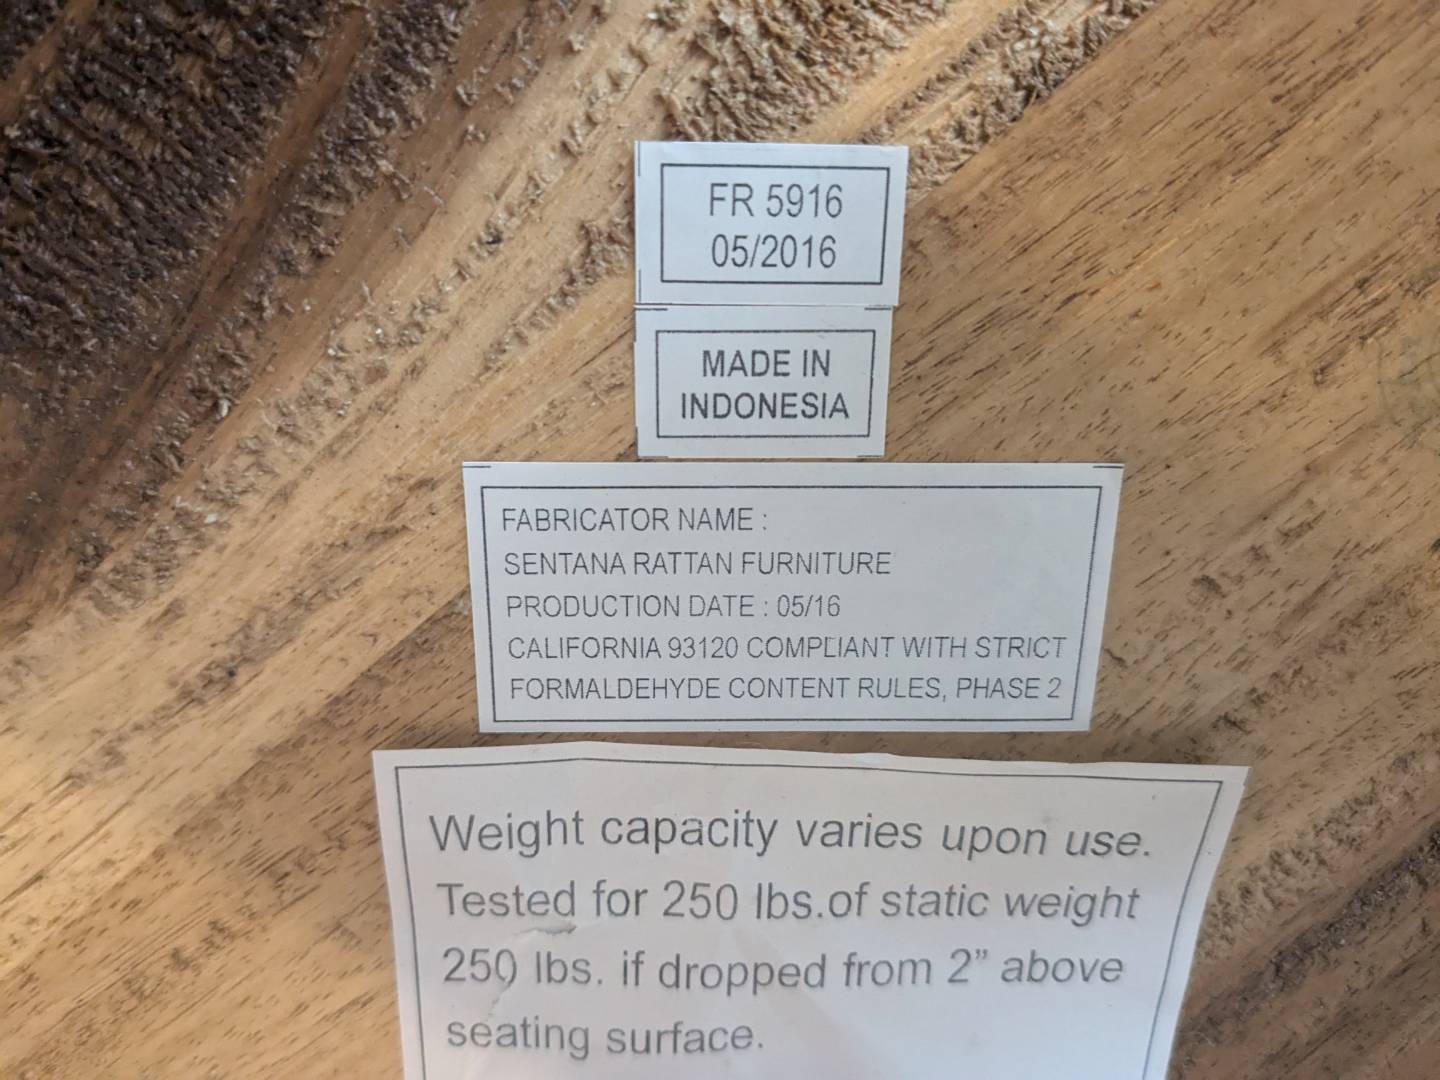 FR 5916
05/2016
MADE IN
INDONESIA
FABRICATOR NAME :
SENTANA RATTAN FURNITURE
PRODUCTION DATE : 05/16
CALIFORNIA 93120 COMPLIANT WITH STRICT
FORMALDEHYDE CONTENT RULES, PHASE 2
Weight capacity varies upon use.
Tested for 250 lbs.of static weight
250 lbs. if dropped from 2” above
seating surface.